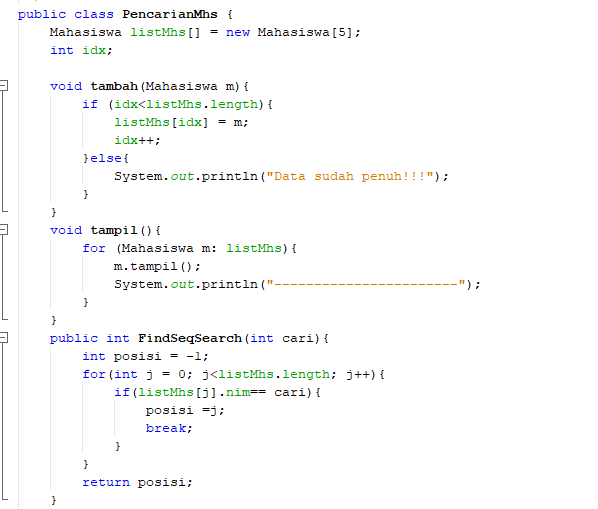 public class PencarianMhs {
    Mahasiswa listMhs[] = new Mahasiswa[5];
    int idx;

    void tambah(Mahasiswa m){
        if (idx<listMhs.length){
            listMhs[idx] = m;
            idx++;
        }else{
            System.out.println("Data sudah penuh!!!");
        }
    }
    void tampil(){
        for (Mahasiswa m: listMhs){
            m.tampil();
            System.out.println("-----------------------");
        }
    }
    public int FindSeqSearch(int cari){
        int posisi = -1;
        for(int j = 0; j<listMhs.length; j++){
            if(listMhs[j].nim== cari){
                posisi =j;
                break;
            }
        }
        return posisi;
    }